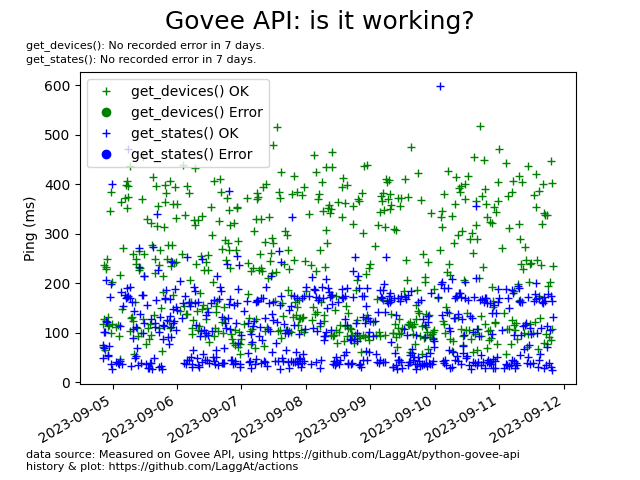 Govee API: is it working?
get_devices(): No recorded error in 7 days.
get_states(): No recorded error in 7 days.
get_devices() OK
get_devices() Error
get_states() OK
get_states() Error
Ping (ms)
600
500
400
300
200
100
0
2023-09-05
2023-09-06
2023-09-07
2023-09-08
2023-09-09
2023-09-10
2023-09-11
2023-09-12
data source: Measured on Govee API, using https://github.com/LaggAt/python-govee-api
history & plot: https://github.com/LaggAt/actions